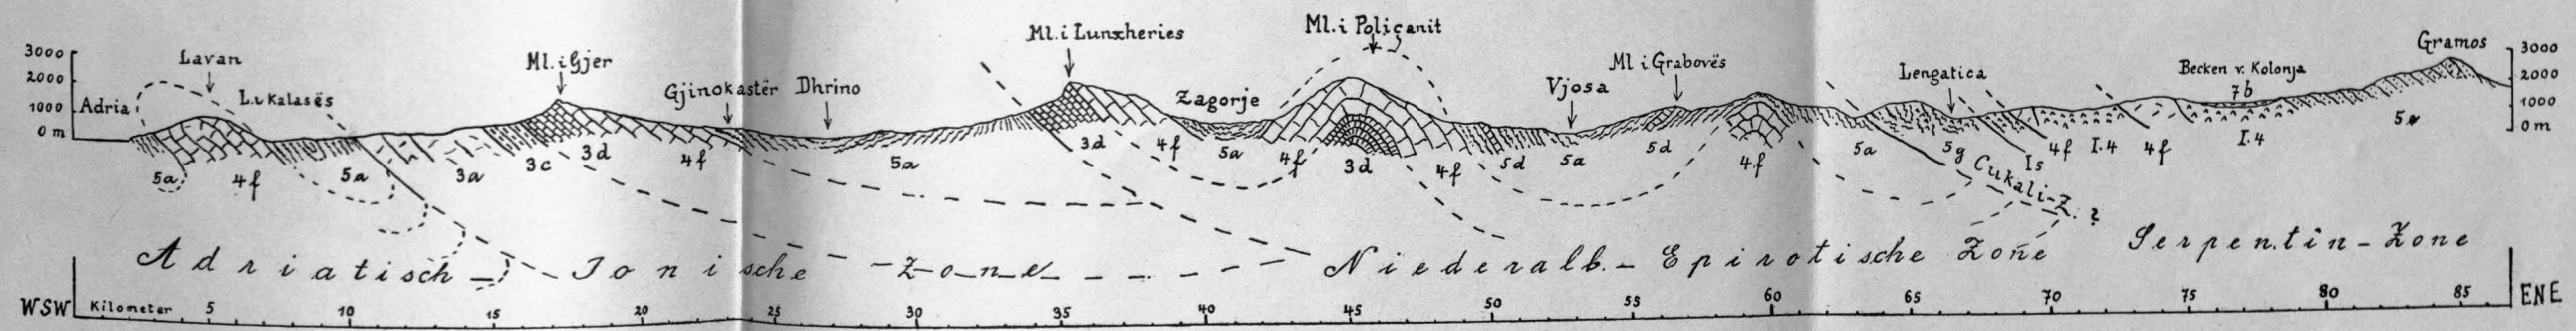 Ml. i Poliçanit
Ml. i Lunxheries
Gramos
3000
2000
1000
0 m
Lavan
Ml. i Gjer
Ml i Grabovës
Lengatica
Becken v. Kolonja
7b
3000
2000
1000
0 m
Adria
Likalasës
Gjinokastër
Dhrino
Zagorje
Vjosa
5a
4f
5a
3a
3c
3d
4f
5a
3d
4f
5a
4f
3d
4f
5d
5a
5d
4f
5a
5g
Is
4f
I.4
4f
I.4
Cukali-Z. ?
Adriatisch - Jonische - Zone
Niederalb. - Epirotische Zone
Serpentin - Zone
WSW
Kilometer
5
10
15
20
25
30
35
40
45
50
55
60
65
70
75
80
85
ENE